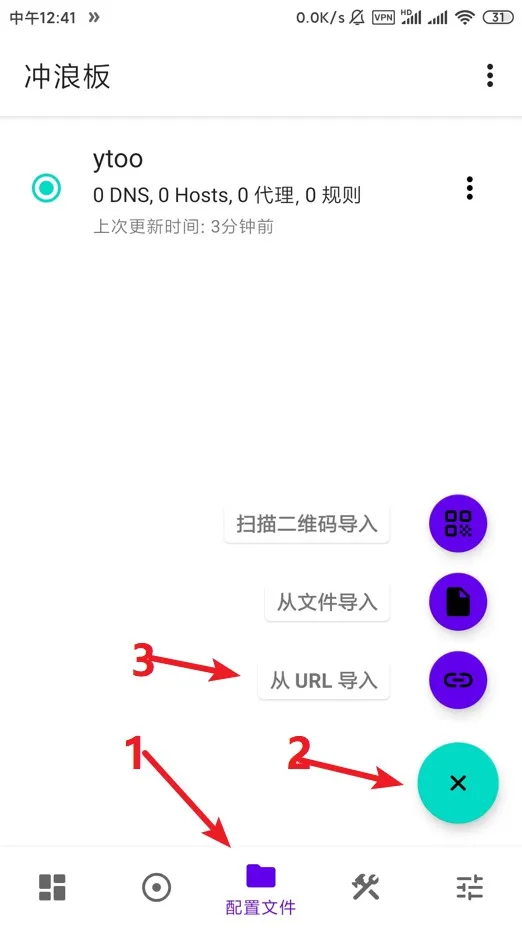 中午12:41 » 0.0K/s VPN HD 31
冲浪板
ytoo
0 DNS, 0 Hosts, 0 代理, 0 规则
上次更新时间: 3分钟前
扫描二维码导入
从文件导入
3
从 URL 导入
1
2
配置文件